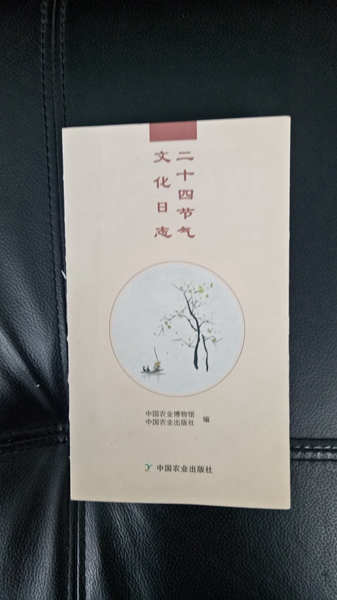 二十四节气
文化日志
中国农业博物馆
中国农业出版社
编
中国农业出版社